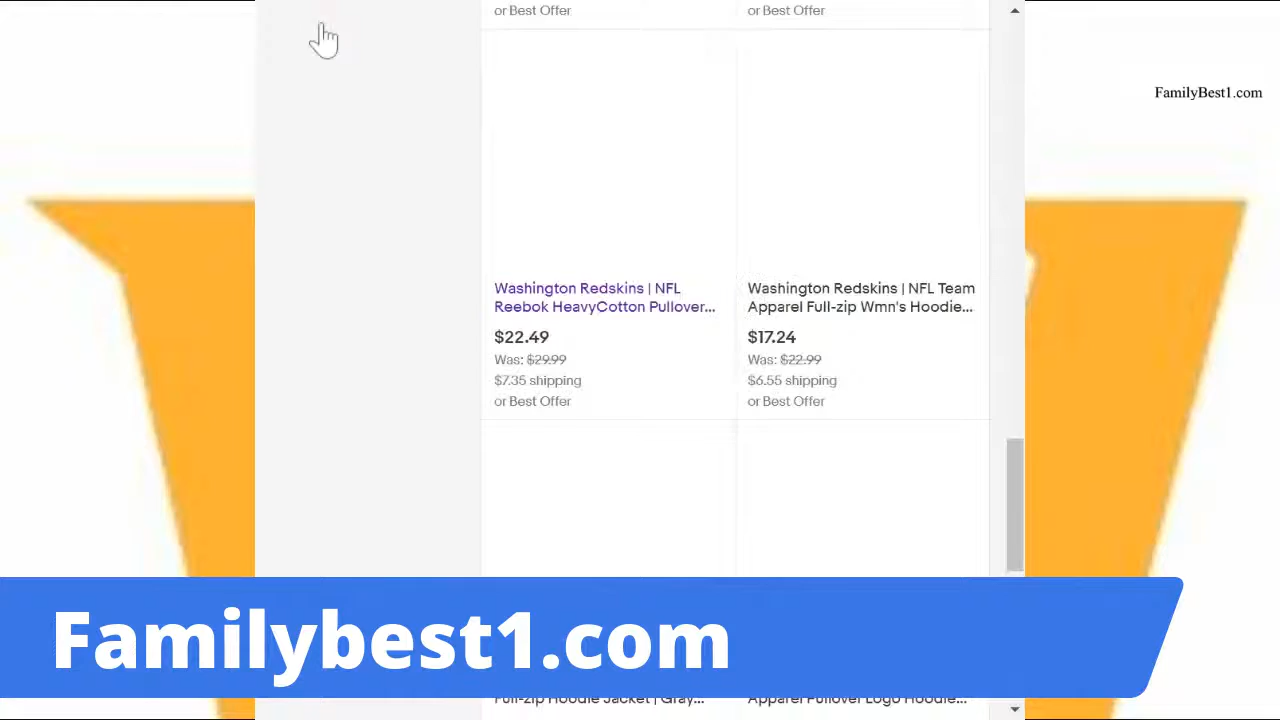 or Best Offer
or Best Offer
FamilyBest1.com
Washington Redskins | NFL
Reebok HeavyCotton Pullover...
$22.49
Was: $29.99
$7.35 shipping
or Best Offer
Washington Redskins | NFL Team
Apparel Full-zip Wmn's Hoodie...
$17.24
Was: $22.99
$6.55 shipping
or Best Offer
Familybest1.com
Full-zip Hoodie Jacket | Gray...
Apparel Pullover Logo Hoodie...